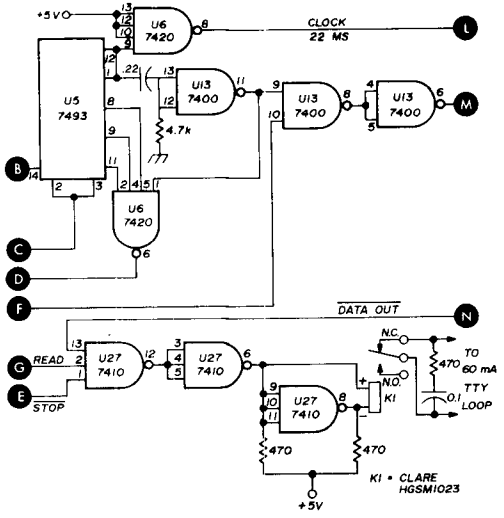 +5V
13
12
10
9
U6
7420
8
CLOCK
22 MS
L
12
1
.22
13
12
U13
7400
11
4.7k
U5
7493
8
9
11
B
14
2
3
9
10
U13
7400
8
4
5
U13
7400
6
M
2
4
5
1
U6
7420
6
C
D
F
DATA OUT
N
G
READ
E
STOP
13
2
1
U27
7410
12
3
4
5
U27
7410
6
9
10
11
U27
7410
8
470
470
+5V
+
-
K1
N.C.
N.O.
470
0.1
TO
60 mA
TTY
LOOP
K1 = CLARE
HGSM1023